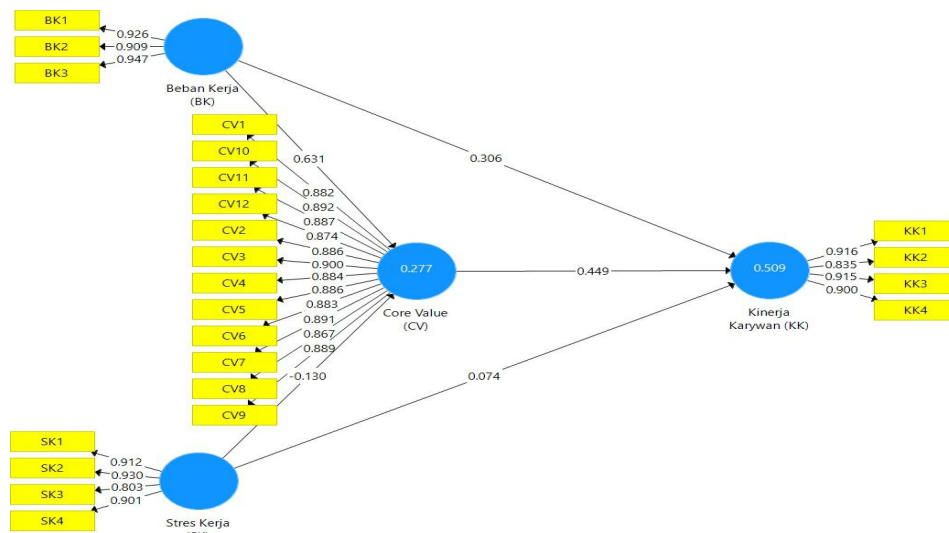 BK1
BK2
BK3
0.926
0.909
0.947
Beban Kerja
(BK)
0.631
0.306
CV1
CV10
CV11
CV12
CV2
CV3
CV4
CV5
CV6
CV7
CV8
CV9
0.882
0.892
0.887
0.874
0.886
0.900
0.884
0.886
0.883
0.891
0.867
0.889
-0.130
0.277
Core Value
(CV)
0.449
0.074
0.509
Kinerja
Karywan (KK)
0.916
0.835
0.915
0.900
KK1
KK2
KK3
KK4
SK1
SK2
SK3
SK4
0.912
0.930
0.803
0.901
Stres Kerja